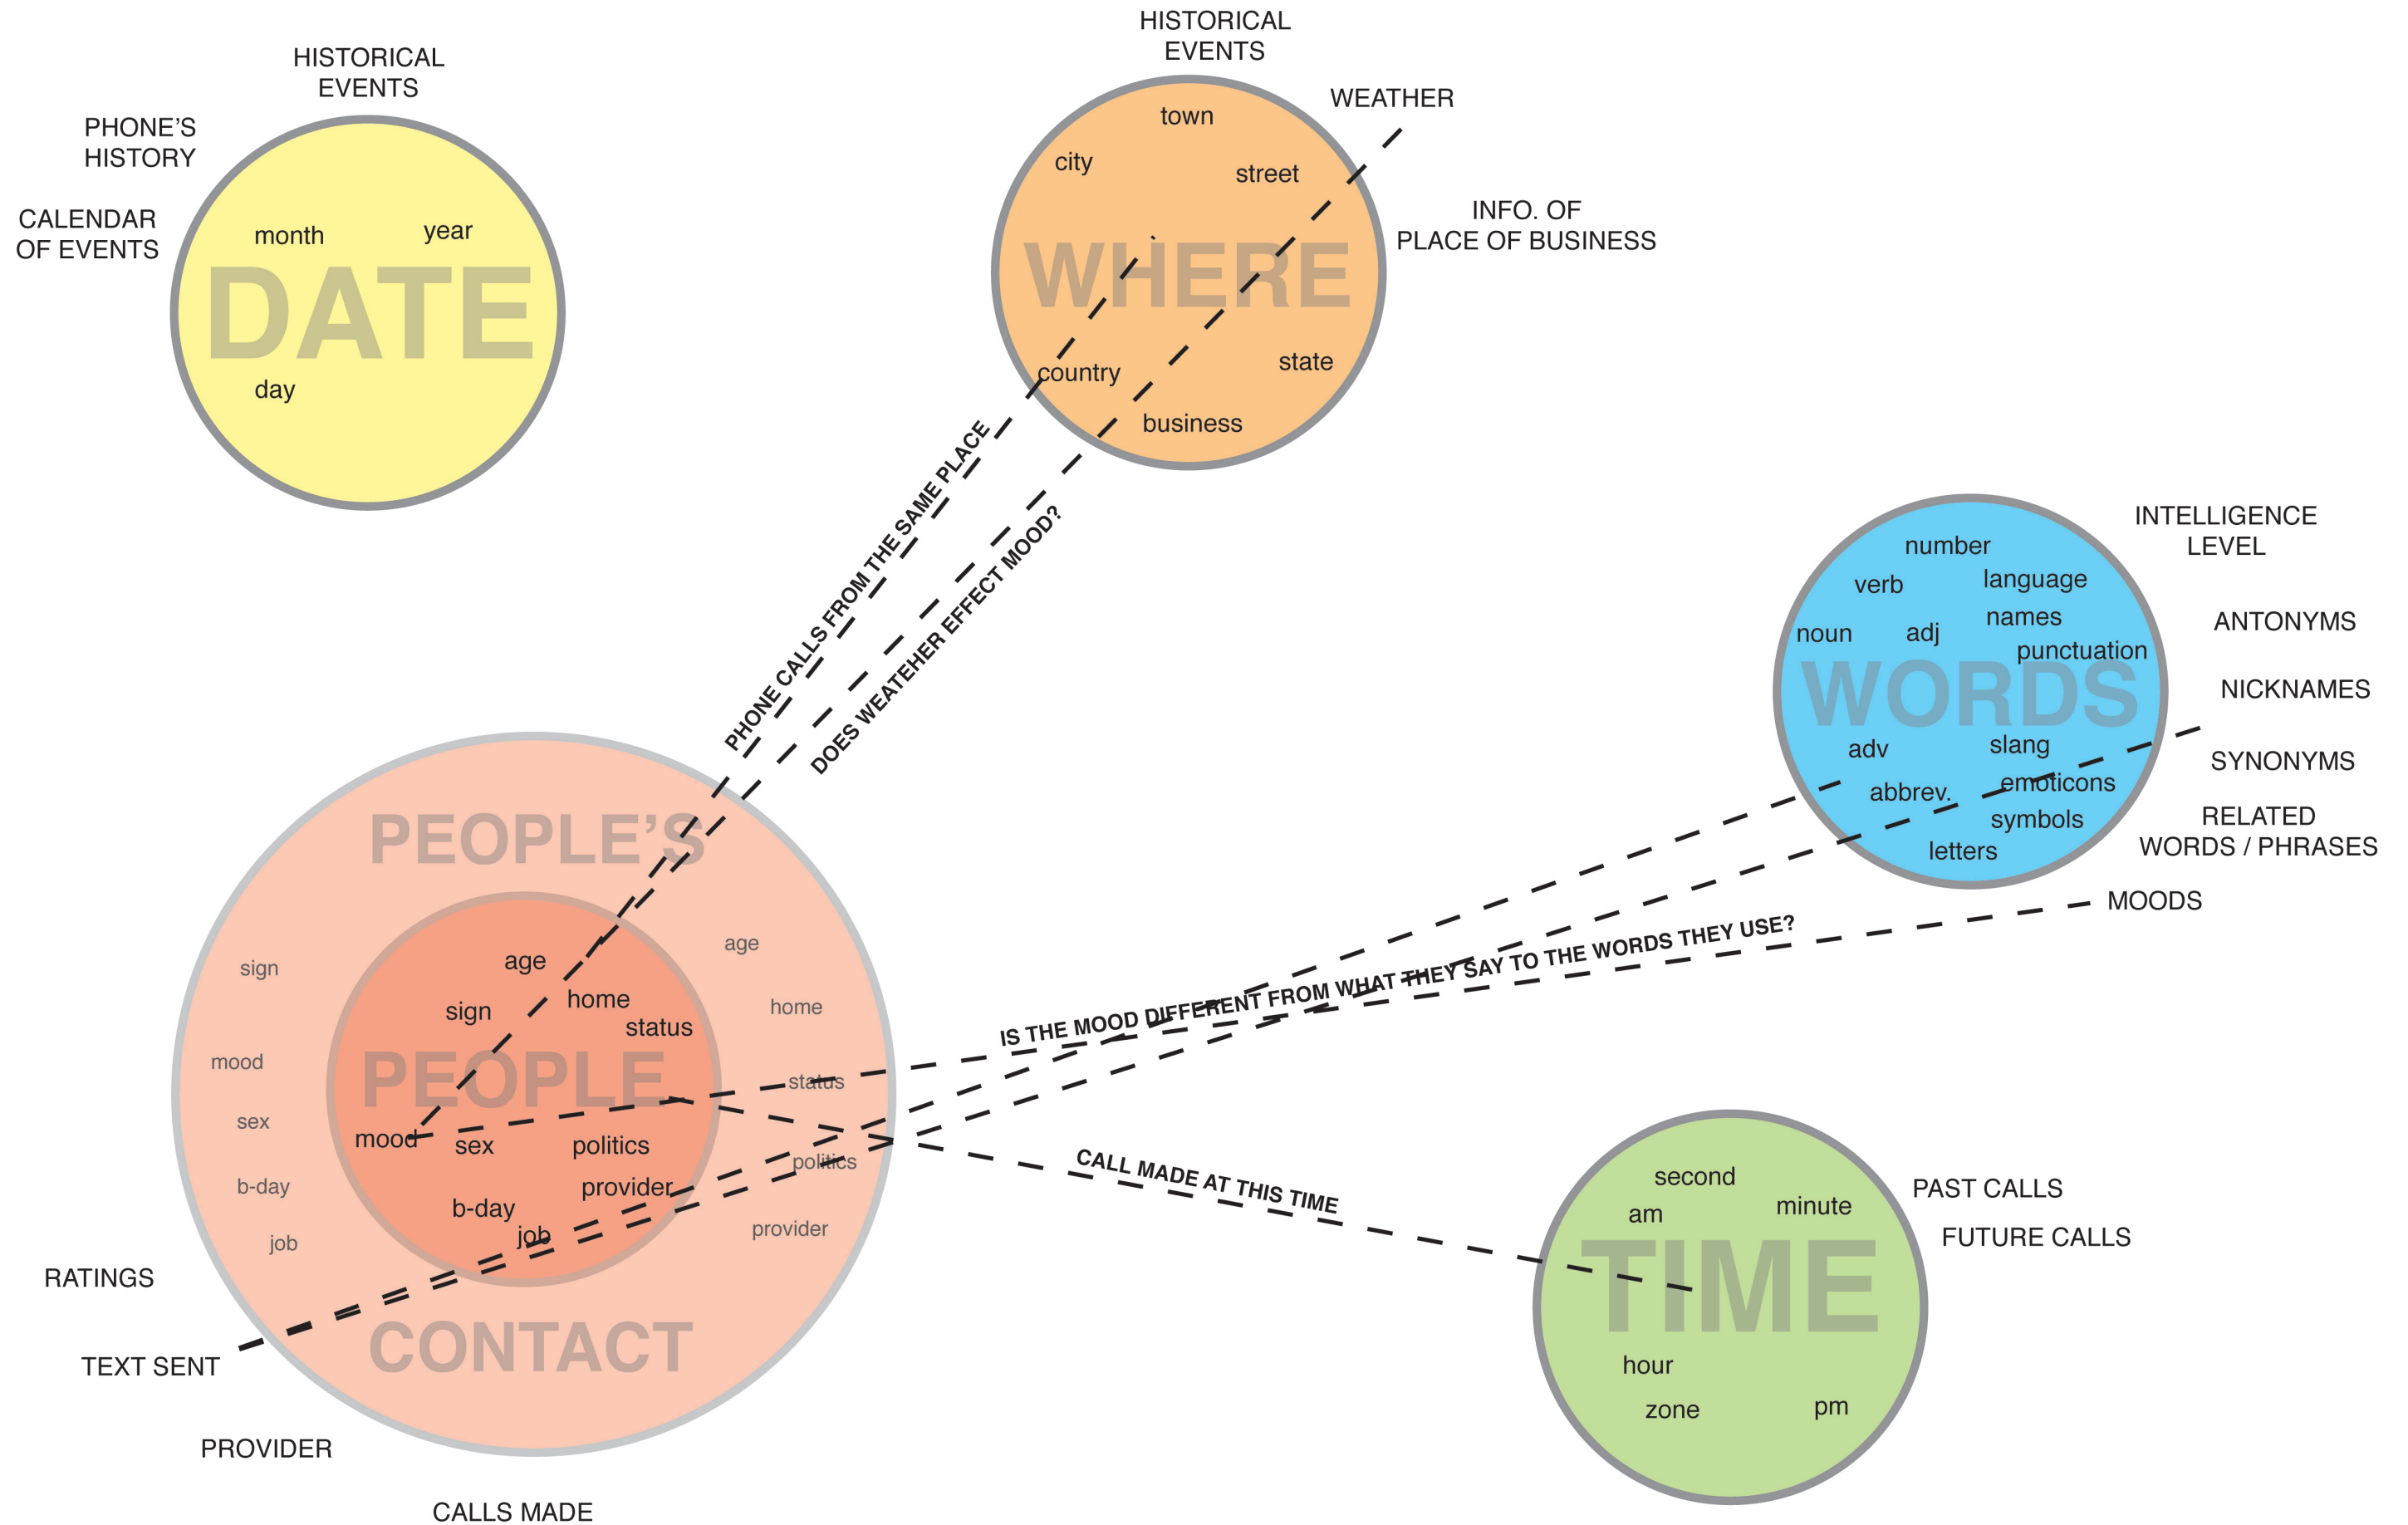 HISTORICAL
EVENTS
PHONE'S
HISTORY
CALENDAR
OF EVENTS
month
year
DATE
day
HISTORICAL
EVENTS
WEATHER
town
city
street
INFO. OF
PLACE OF BUSINESS
WHERE
country
state
business
PHONE CALLS FROM THE SAME PLACE
DOES WEATEHER EFFECT MOOD?
INTELLIGENCE
LEVEL
number
verb
language
names
noun
adj
punctuation
WORDS
adv
slang
emoticons
abbrev.
symbols
letters
ANTONYMS
NICKNAMES
SYNONYMS
RELATED
WORDS / PHRASES
MOODS
PEOPLE'S
age
sign
home
mood
status
sex
politics
b-day
provider
job
age
home
sign
status
PEOPLE
mood
sex
politics
provider
b-day
job
CONTACT
RATINGS
TEXT SENT
PROVIDER
CALLS MADE
IS THE MOOD DIFFERENT FROM WHAT THEY SAY TO THE WORDS THEY USE?
CALL MADE AT THIS TIME
second
am
minute
TIME
hour
zone
pm
PAST CALLS
FUTURE CALLS